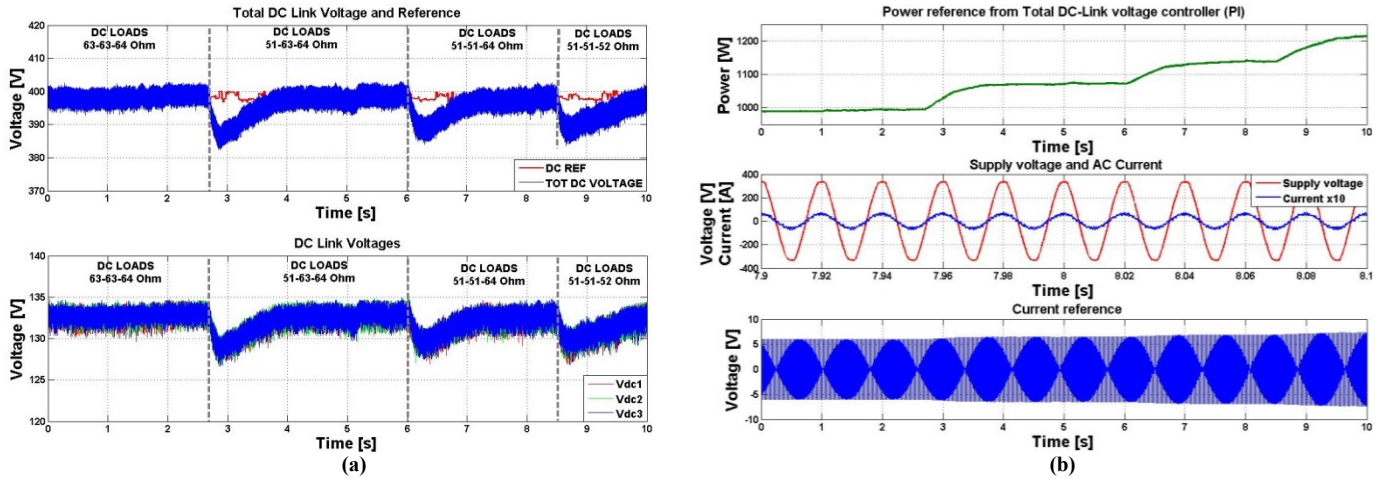 Total DC Link Voltage and Reference
420
410
400
390
380
370
Voltage [V]
DC LOADS
63-63-64 Ohm
DC LOADS
51-63-64 Ohm
DC LOADS
51-51-64 Ohm
DC LOADS
51-51-52 Ohm
DC REF
TOT DC VOLTAGE
0 1 2 3 4 5 6 7 8 9 10
Time [s]
DC Link Voltages
140
135
130
125
120
Voltage [V]
DC LOADS
63-63-64 Ohm
DC LOADS
51-63-64 Ohm
DC LOADS
51-51-64 Ohm
DC LOADS
51-51-52 Ohm
Vdc1
Vdc2
Vdc3
0 1 2 3 4 5 6 7 8 9 10
Time [s]
(a)
Power reference from Total DC-Link voltage controller (PI)
1200
1100
1000
Power [W]
0 1 2 3 4 5 6 7 8 9 10
Time [s]
Supply voltage and AC Current
400
200
0
-200
-400
Voltage [V]
Current [A]
Supply voltage
Current x10
7.9 7.92 7.94 7.96 7.98 8 8.02 8.04 8.06 8.08 8.1
Time [s]
Current reference
10
5
0
-5
-10
Voltage [V]
0 1 2 3 4 5 6 7 8 9 10
Time [s]
(b)